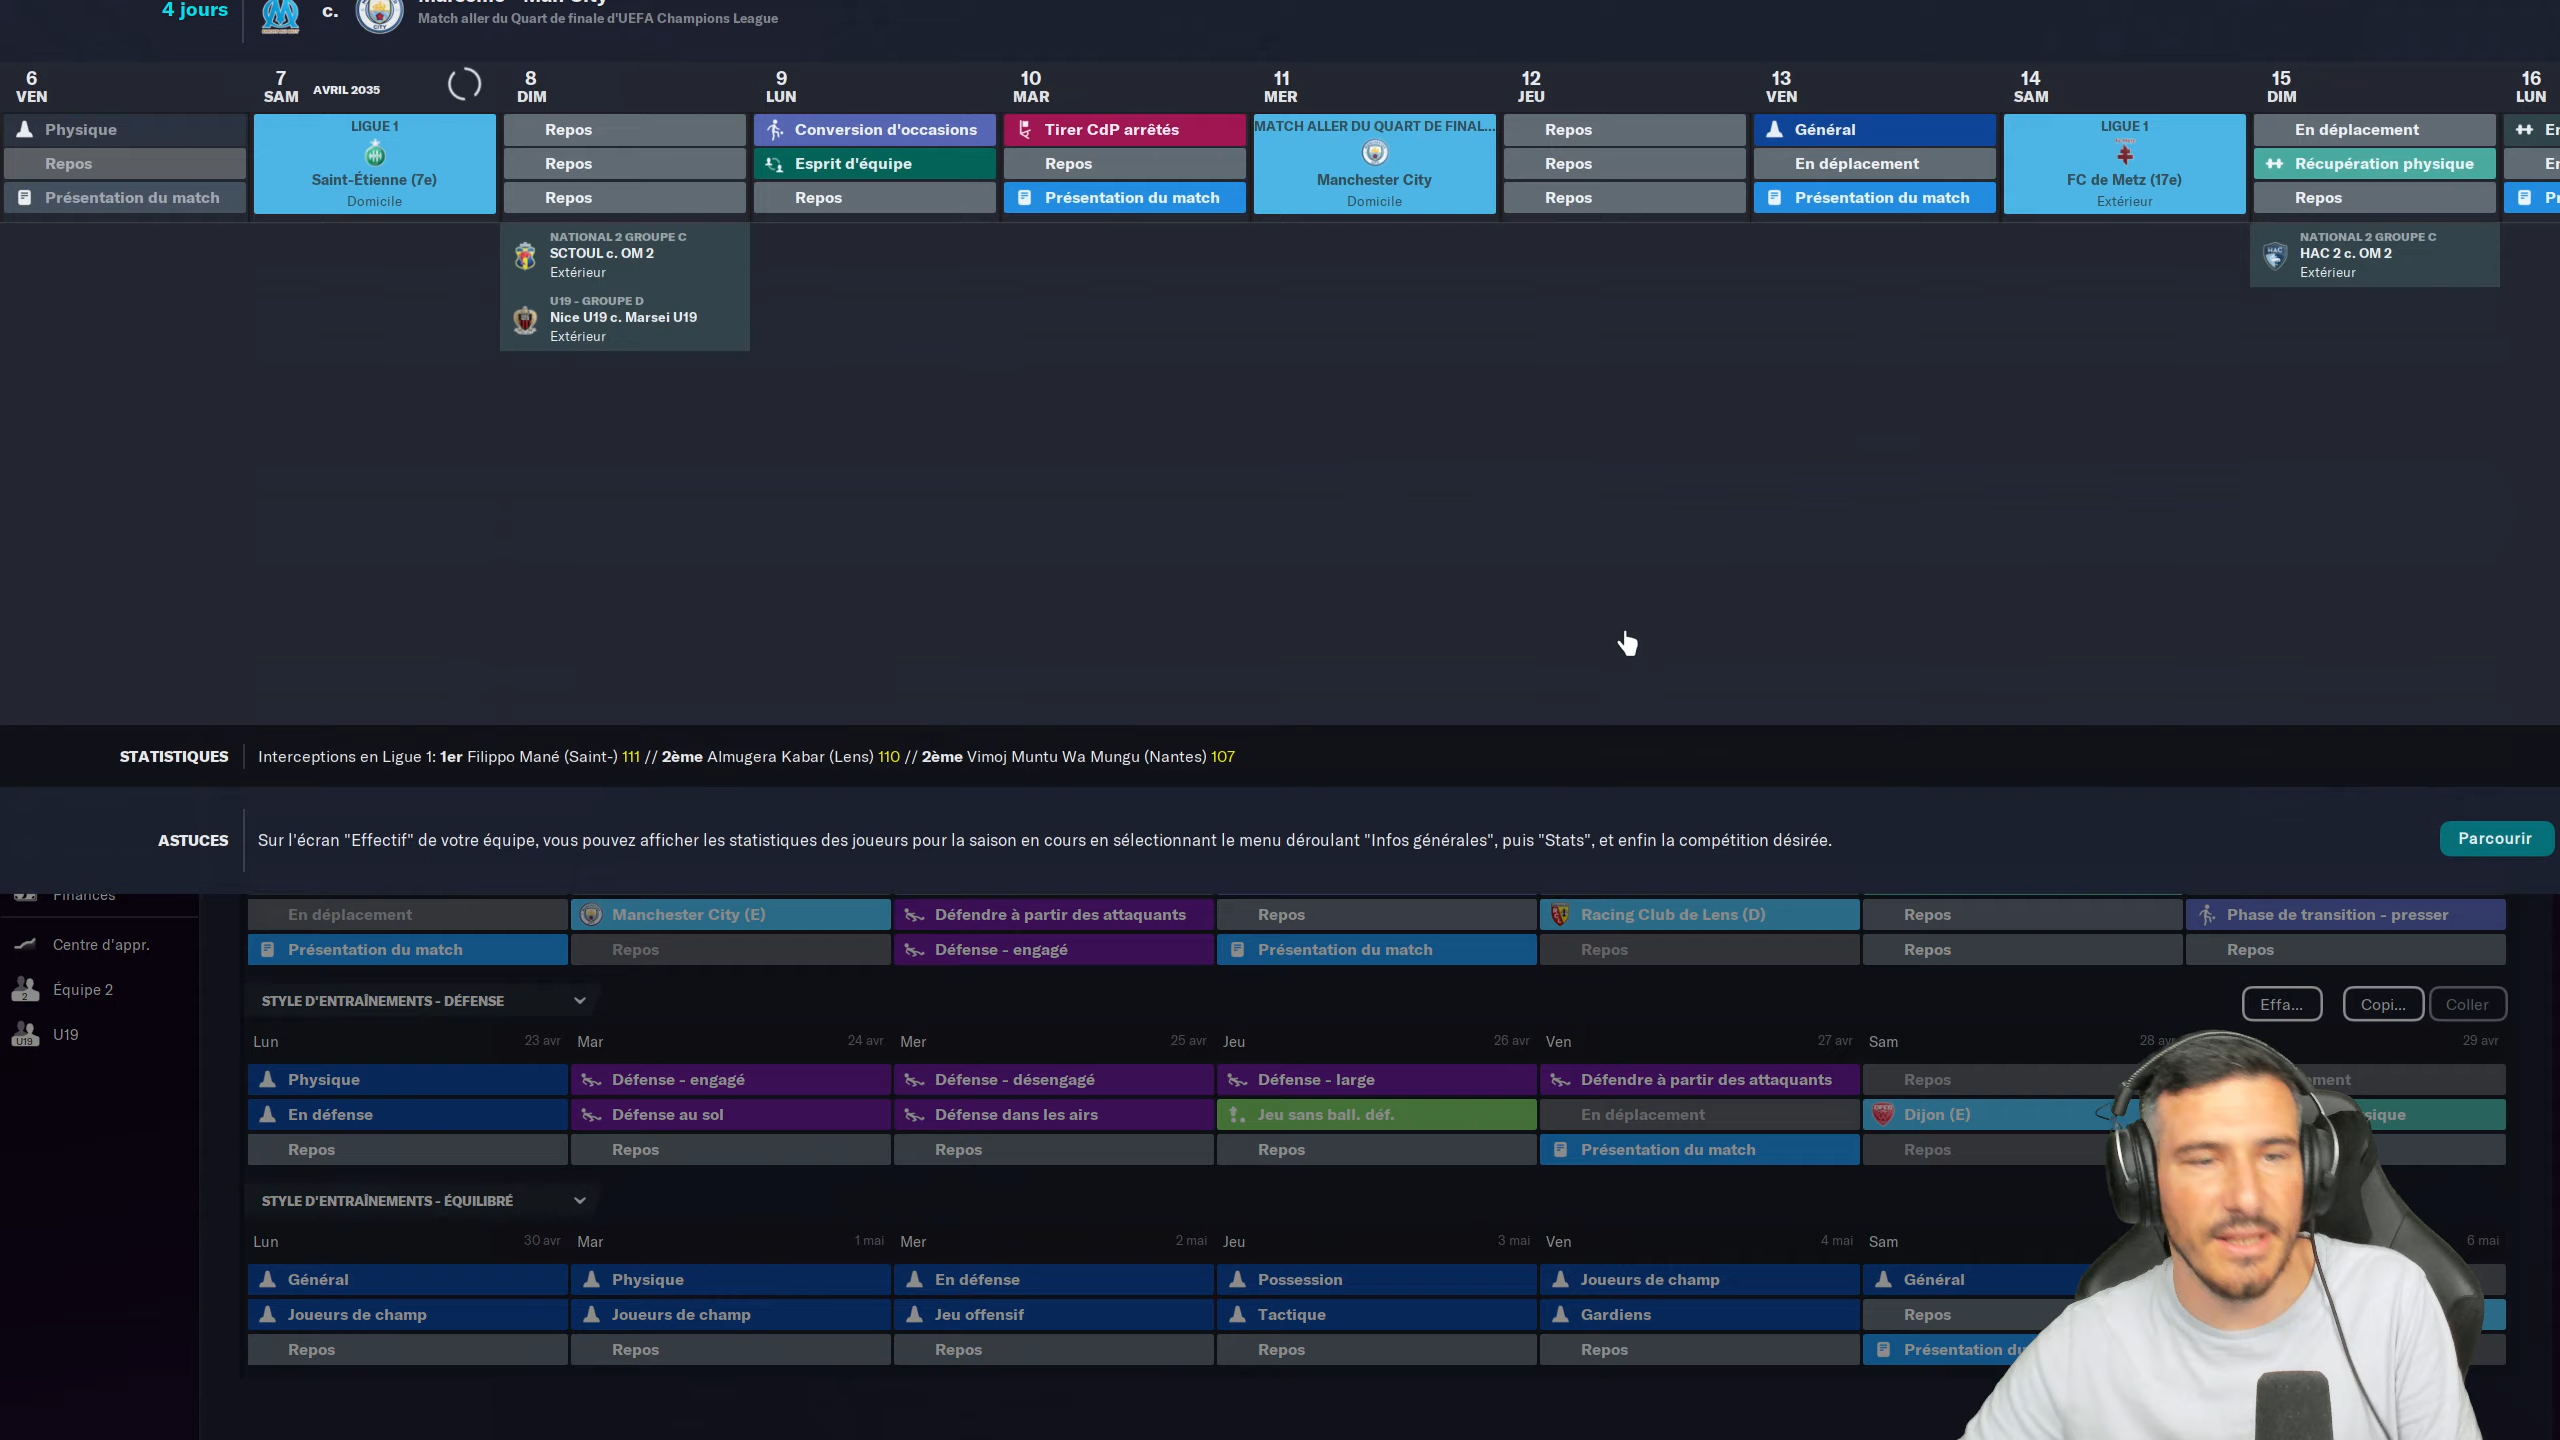 4 jours
c.
Match aller du Quart de finale d'UEFA Champions League
6
VEN
7
SAM
AVRIL 2035
8
DIM
9
LUN
10
MAR
11
MER
12
JEU
13
VEN
14
SAM
15
DIM
16
LUN
Physique
Repos
Présentation du match
LIGUE 1
Saint-Étienne (7e)
Domicile
Repos
Repos
Repos
Conversion d'occasions
Esprit d'équipe
Repos
Tirer CdP arrêtés
Repos
Présentation du match
MATCH ALLER DU QUART DE FINAL...
Manchester City
Domicile
Repos
Repos
Repos
Général
En déplacement
Présentation du match
LIGUE 1
FC de Metz (17e)
Extérieur
En déplacement
Récupération physique
Repos
NATIONAL 2 GROUPE C
SCTOUL c. OM 2
Extérieur
U19 - GROUPE D
Nice U19 c. Marsei U19
Extérieur
NATIONAL 2 GROUPE C
HAC 2 c. OM 2
Extérieur
STATISTIQUES
Interceptions en Ligue 1: 1er Filippo Mané (Saint-) 111 // 2ème Almugera Kabar (Lens) 110 // 2ème Vimoj Muntu Wa Mungu (Nantes) 107
ASTUCES
Sur l'écran "Effectif" de votre équipe, vous pouvez afficher les statistiques des joueurs pour la saison en cours en sélectionnant le menu déroulant "Infos générales", puis "Stats", et enfin la compétition désirée.
Parcourir
Finances
Centre d'appr.
Équipe 2
U19
En déplacement
Manchester City (E)
Défendre à partir des attaquants
Repos
Racing Club de Lens (D)
Repos
Phase de transition - presser
Présentation du match
Repos
Défense - engagé
Présentation du match
Repos
Repos
Repos
STYLE D'ENTRAÎNEMENTS - DÉFENSE
Effa...
Copi...
Coller
Lun 23 avr
Mar 24 avr
Mer 25 avr
Jeu 26 avr
Ven 27 avr
Sam 28 avr
29 avr
Physique
Défense - engagé
Défense - désengagé
Défense - large
Défendre à partir des attaquants
Repos
En défense
Défense au sol
Défense dans les airs
Jeu sans ball. déf.
En déplacement
Dijon (E)
Repos
Repos
Repos
Repos
Présentation du match
Repos
STYLE D'ENTRAÎNEMENTS - ÉQUILIBRÉ
Lun 30 avr
Mar 1 mai
Mer 2 mai
Jeu 3 mai
Ven 4 mai
Sam
6 mai
Général
Physique
En défense
Possession
Joueurs de champ
Général
Joueurs de champ
Joueurs de champ
Jeu offensif
Tactique
Gardiens
Repos
Repos
Repos
Repos
Repos
Repos
Présentation du